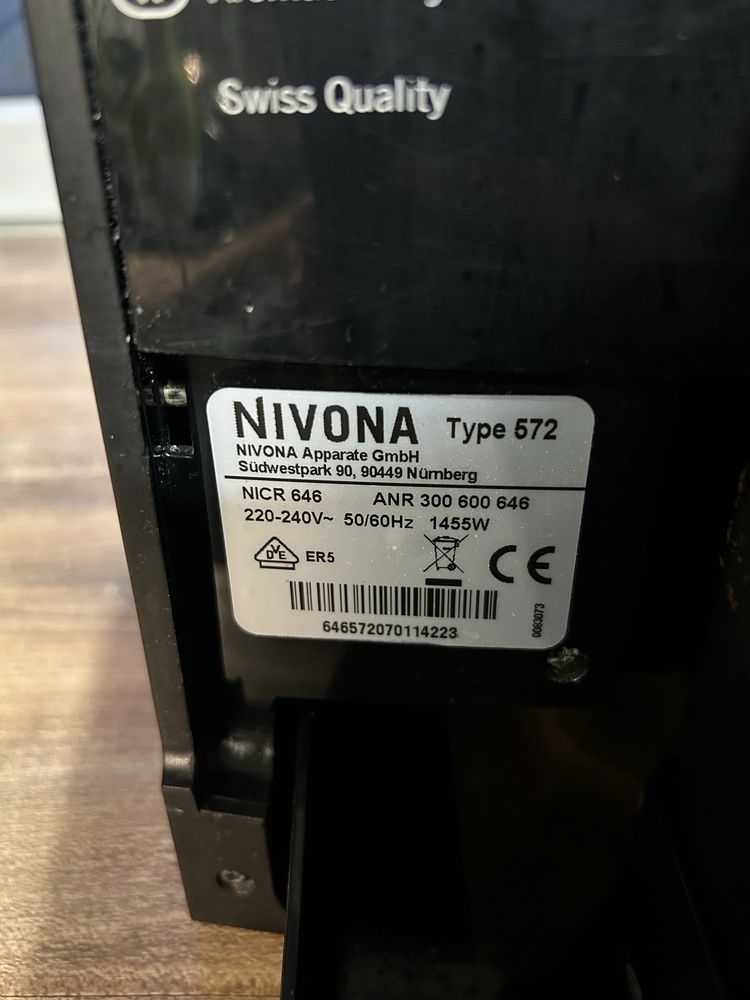 Swiss Quality
NIVONA Type 572
NIVONA Apparate GmbH
Südwestpark 90, 90449 Nürnberg
NICR 646 ANR 300 600 646
220-240V~ 50/60Hz 1455W
DVE ER5 CE
646572070114223
0083073